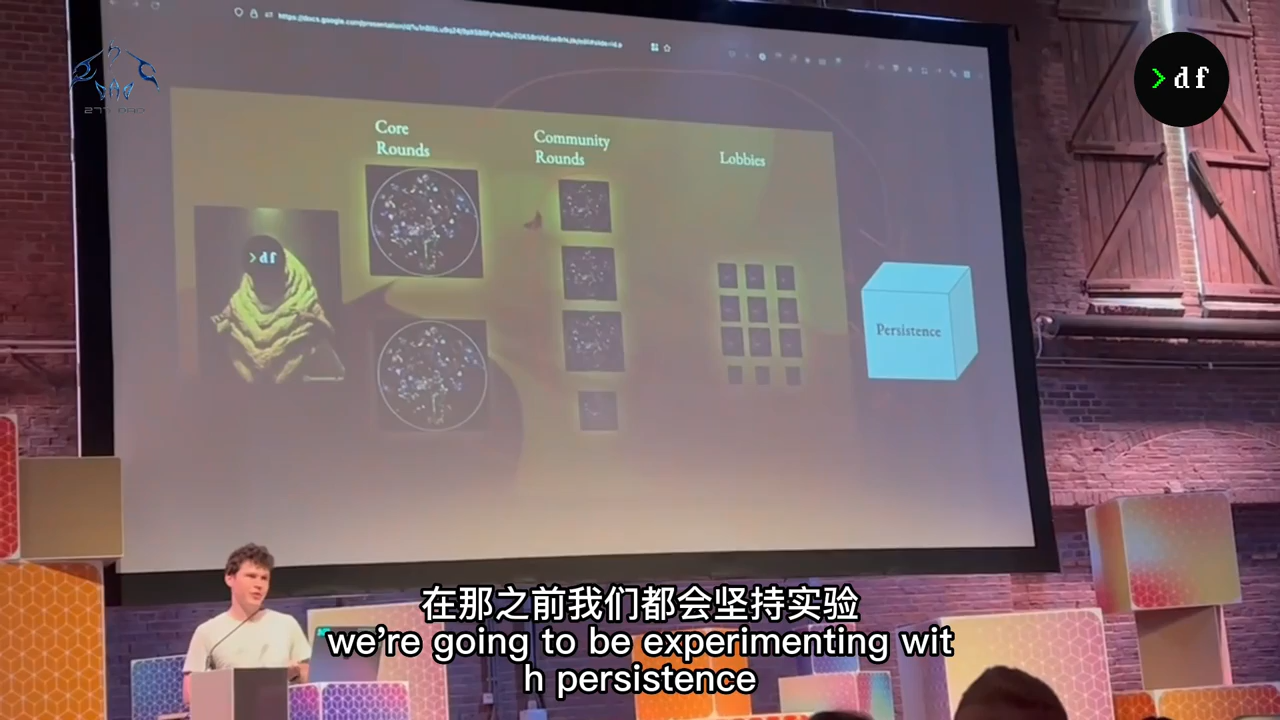 >df
Core
Rounds
Community
Rounds
Lobbies
>df
Persistence
在那之前我们都会坚持实验
we're going to be experimenting wit
h persistence